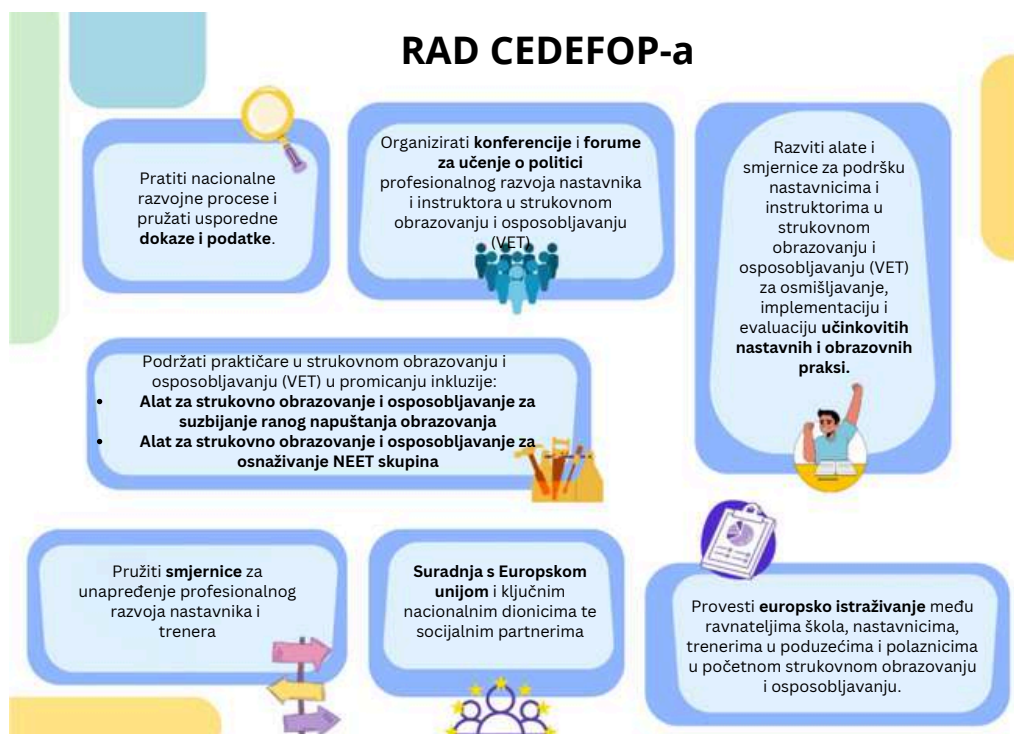 RAD CEDEFOP-a
Pratiti nacionalne
razvojne procese i
pružati usporedne
dokaze i podatke.
Organizirati konferencije i forume
za učenje o politici
profesionalnog razvoja nastavnika
i instruktora u strukovnom
obrazovanju i osposobljavanju
(VET)
Razviti alate i
smjernice za podršku
nastavnicima i
instruktorima u
strukovnom
obrazovanju i
osposobljavanju (VET)
za osmišljavanje,
implementaciju i
evaluaciju učinkovitih
nastavnih i obrazovnih
praksi.
Podržati praktičare u strukovnom obrazovanju i
osposobljavanju (VET) u promicanju inkluzije:
• Alat za strukovno obrazovanje i osposobljavanje za
suzbijanje ranog napuštanja obrazovanja
• Alat za strukovno obrazovanje i osposobljavanje za
osnaživanje NEET skupina
Pružiti smjernice za
unapređenje profesionalnog
razvoja nastavnika i
trenera
Suradnja s Europskom
unijom i ključnim
nacionalnim dionicima te
socijalnim partnerima
Provesti europsko istraživanje među
ravnateljima škola, nastavnicima,
trenerima u poduzećima i polaznicima
u početnom strukovnom obrazovanju
i osposobljavanju.